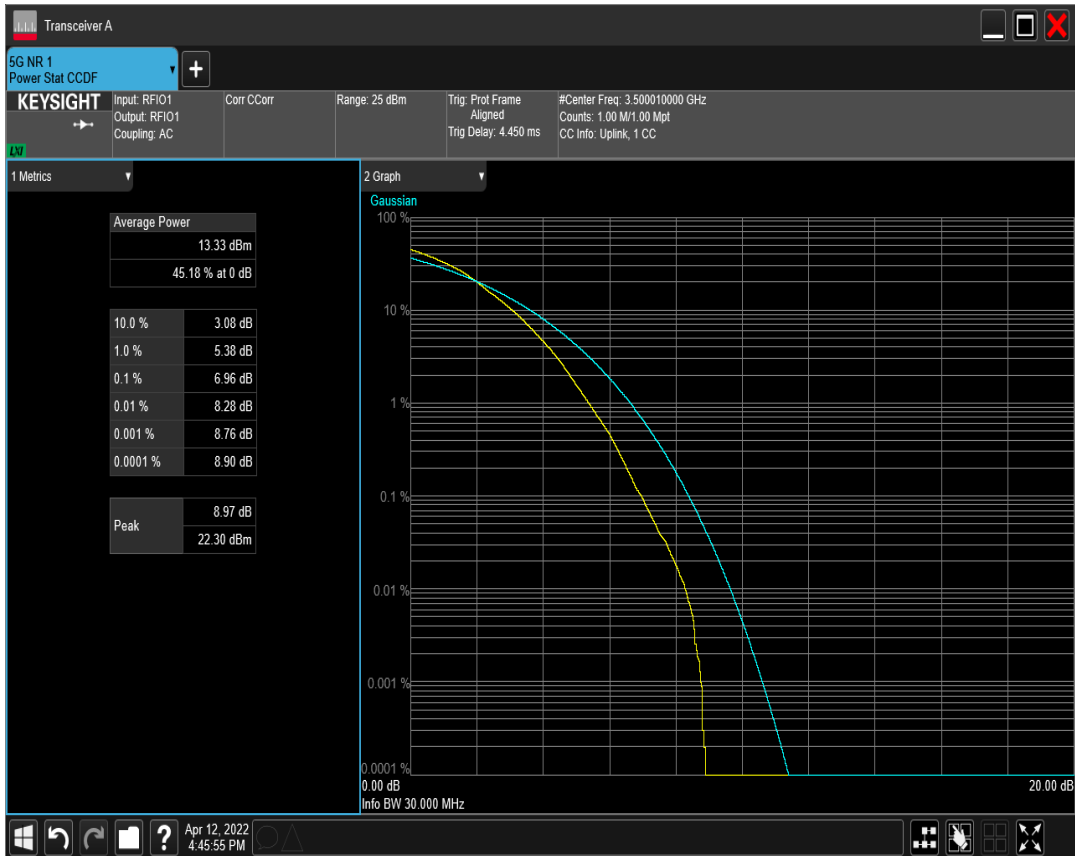 Transceiver A
5G NR 1
Power Stat CCDF
+
KEYSIGHT
LXI
Input: RFIO1
Output: RFIO1
Coupling: AC
Corr CCorr
Range: 25 dBm
Trig: Prot Frame
Aligned
Trig Delay: 4.450 ms
#Center Freq: 3.500010000 GHz
Counts: 1.00 M/1.00 Mpt
CC Info: Uplink, 1 CC
1 Metrics
Average Power
13.33 dBm
45.18 % at 0 dB
10.0 % 3.08 dB
1.0 % 5.38 dB
0.1 % 6.96 dB
0.01 % 8.28 dB
0.001 % 8.76 dB
0.0001 % 8.90 dB
Peak
8.97 dB
22.30 dBm
2 Graph
Gaussian
100 %
10 %
1 %
0.1 %
0.01 %
0.001 %
0.0001 %
0.00 dB 20.00 dB
Info BW 30.000 MHz
?
Apr 12, 2022
4:45:55 PM